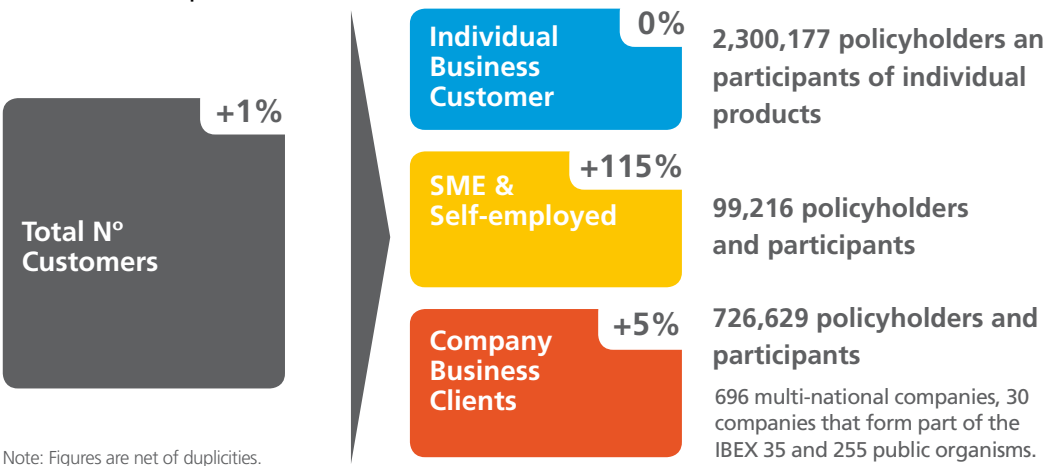 Total Nº
Customers
+1%
Individual
Business
Customer
0%
2,300,177 policyholders an
participants of individual
products
SME &
Self-employed
+115%
99,216 policyholders
and participants
Company
Business
Clients
+5%
726,629 policyholders and
participants
696 multi-national companies, 30
companies that form part of the
IBEX 35 and 255 public organisms.
Note: Figures are net of duplicities.